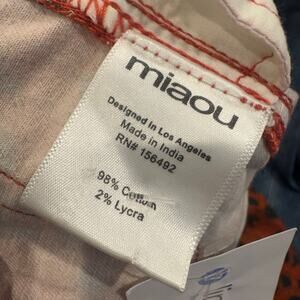 miaou
Designed in Los Angeles
Made in India
RN# 156492
98% Cotton
2% Lycra